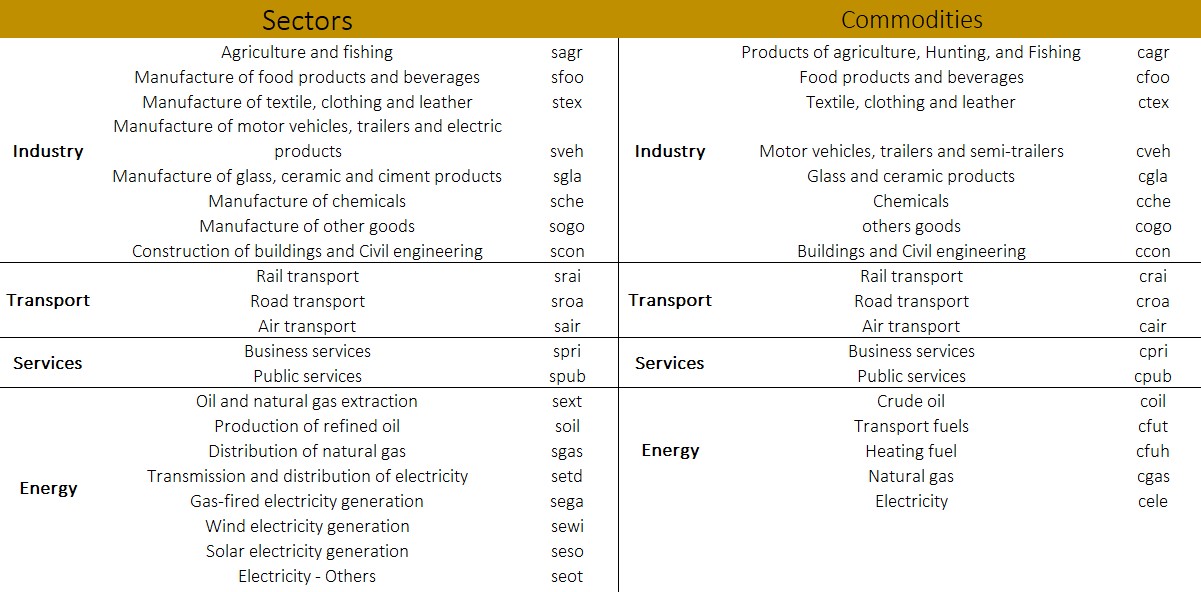 Sectors Commodities
Agriculture and fishing sagr Products of agriculture, Hunting, and Fishing cagr
Manufacture of food products and beverages sfoo Food products and beverages cfoo
Manufacture of textile, clothing and leather stex Textile, clothing and leather ctex
Manufacture of motor vehicles, trailers and electric
Industry products sveh Industry Motor vehicles, trailers and semi-trailers cveh
Manufacture of glass, ceramic and ciment products sgla Glass and ceramic products cgla
Manufacture of chemicals sche Chemicals cche
Manufacture of other goods sogo others goods cogo
Construction of buildings and Civil engineering scon Buildings and Civil engineering ccon
Rail transport srai Rail transport crai
Transport Road transport sroa Transport Road transport croa
Air transport sair Air transport cair
Business services spri Business services cpri
Services Services
Public services spub Public services cpub
Oil and natural gas extraction sext Crude oil coil
Production of refined oil soil Transport fuels cfut
Distribution of natural gas sgas Energy Heating fuel cfuh
Transmission and distribution of electricity setd Natural gas cgas
Energy
Gas-fired electricity generation sega Electricity cele
Wind electricity generation sewi
Solar electricity generation seso
Electricity - Others seot